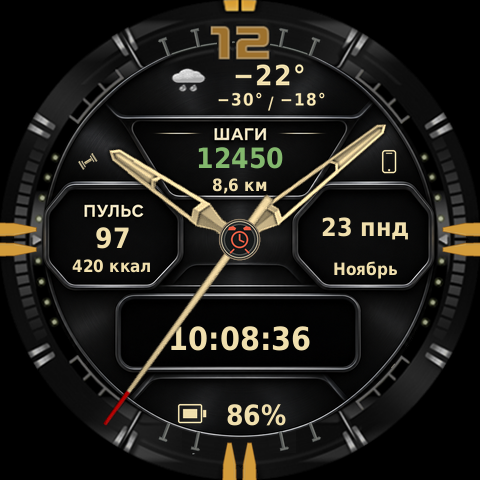 12
−22°
−30° / −18°
ШАГИ
12450
8,6 км
ПУЛЬС
97
420 ккал
23 пнд
Ноябрь
10:08:36
86%